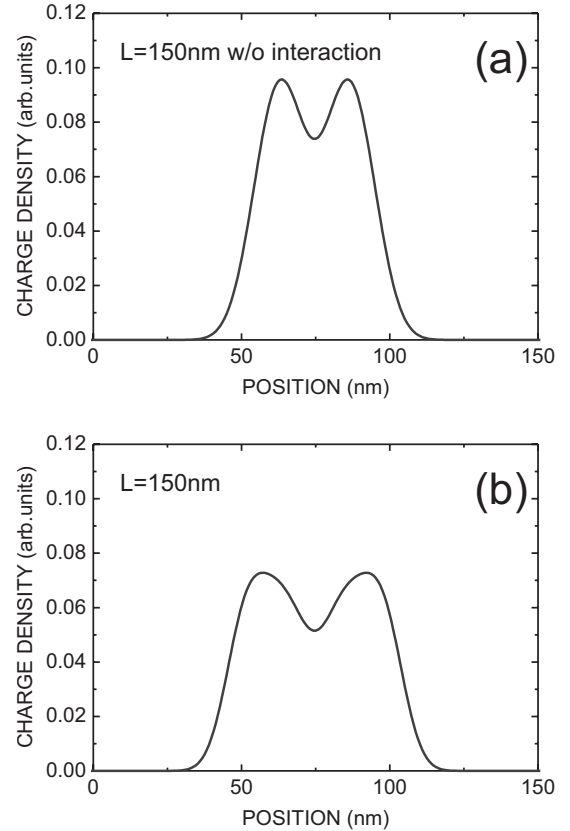 0.12
0.10
0.08
0.06
0.04
0.02
0.00
CHARGE DENSITY (arb.units)
L=150nm w/o interaction
(a)
0
50
100
150
POSITION (nm)
0.12
0.10
0.08
0.06
0.04
0.02
0.00
CHARGE DENSITY (arb.units)
L=150nm
(b)
0
50
100
150
POSITION (nm)